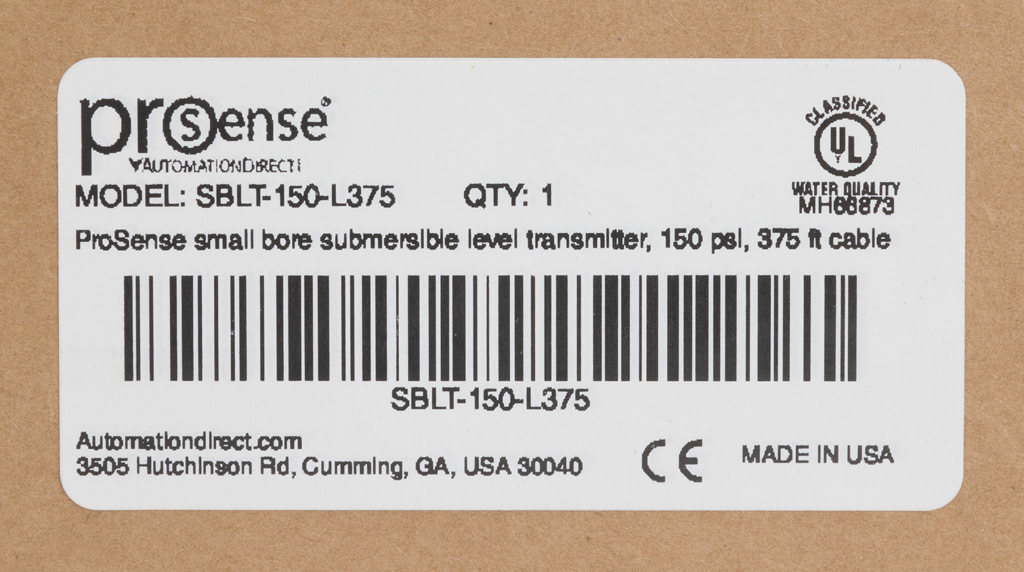 prosense®
AUTOMATIONDIRECT
CLASSIFIED
UL
WATER QUALITY
MODEL: SBLT-150-L375 QTY: 1
ProSense small bore submersible level transmitter, 150 psi, 375 ft cable
SBLT-150-L375
Automationdirect.com
3505 Hutchinson Rd, Cumming, GA, USA 30040
CE MADE IN USA